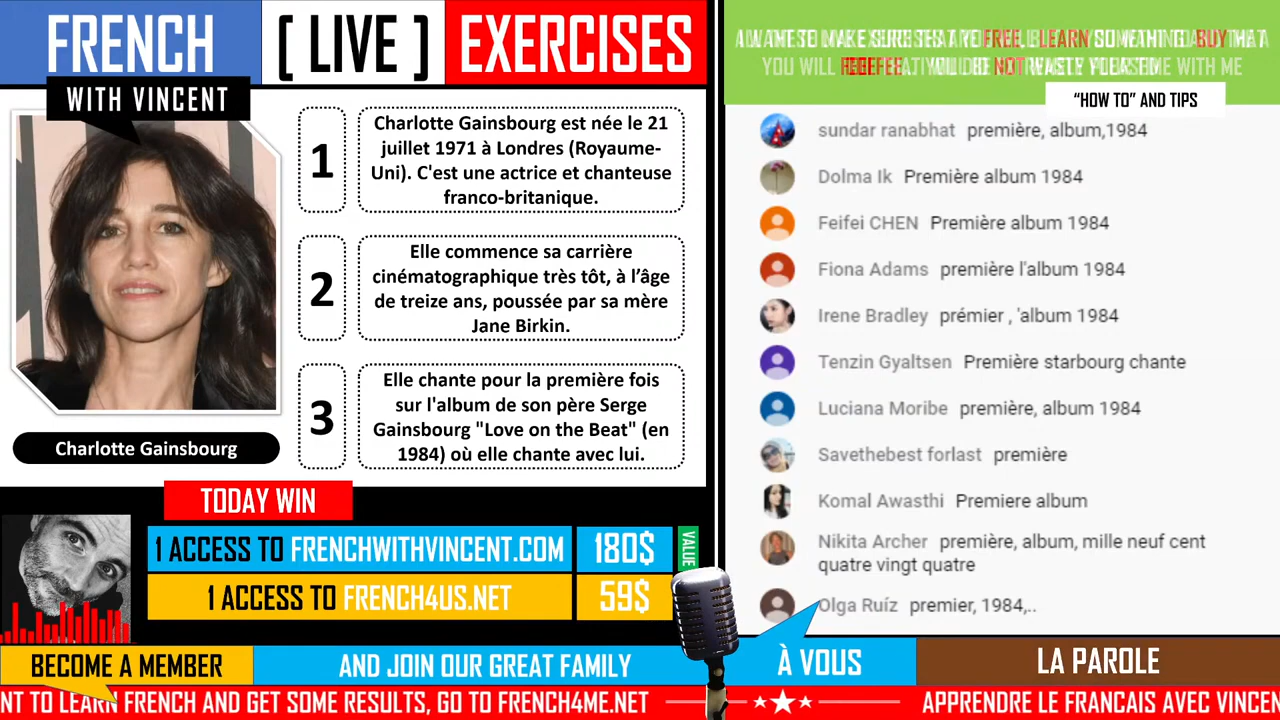 FRENCH [ LIVE ] EXERCISES
WITH VINCENT
1
Charlotte Gainsbourg est née le 21
juillet 1971 à Londres (Royaume-
Uni). C'est une actrice et chanteuse
franco-britanique.
2
Elle commence sa carrière
cinématographique très tôt, à l’âge
de treize ans, poussée par sa mère
Jane Birkin.
3
Elle chante pour la première fois
sur l'album de son père Serge
Gainsbourg "Love on the Beat" (en
1984) où elle chante avec lui.
Charlotte Gainsbourg
TODAY WIN
1 ACCESS TO FRENCHWITHVINCENT.COM 180$
VALUE
1 ACCESS TO FRENCH4US.NET 59$
“HOW TO” AND TIPS
sundar ranabhat première, album,1984
Dolma Ik Première album 1984
Feifei CHEN Première album 1984
Fiona Adams première l'album 1984
Irene Bradley prémier , 'album 1984
Tenzin Gyaltsen Première starbourg chante
Luciana Moribe première, album 1984
Savethebest forlast première
Komal Awasthi Premiere album
Nikita Archer première, album, mille neuf cent
quatre vingt quatre
Olga Ruíz premier, 1984,..
BECOME A MEMBER AND JOIN OUR GREAT FAMILY
À VOUS LA PAROLE
NT TO LEARN FRENCH AND GET SOME RESULTS, GO TO FRENCH4ME.NET
APPRENDRE LE FRANCAIS AVEC VINCEN